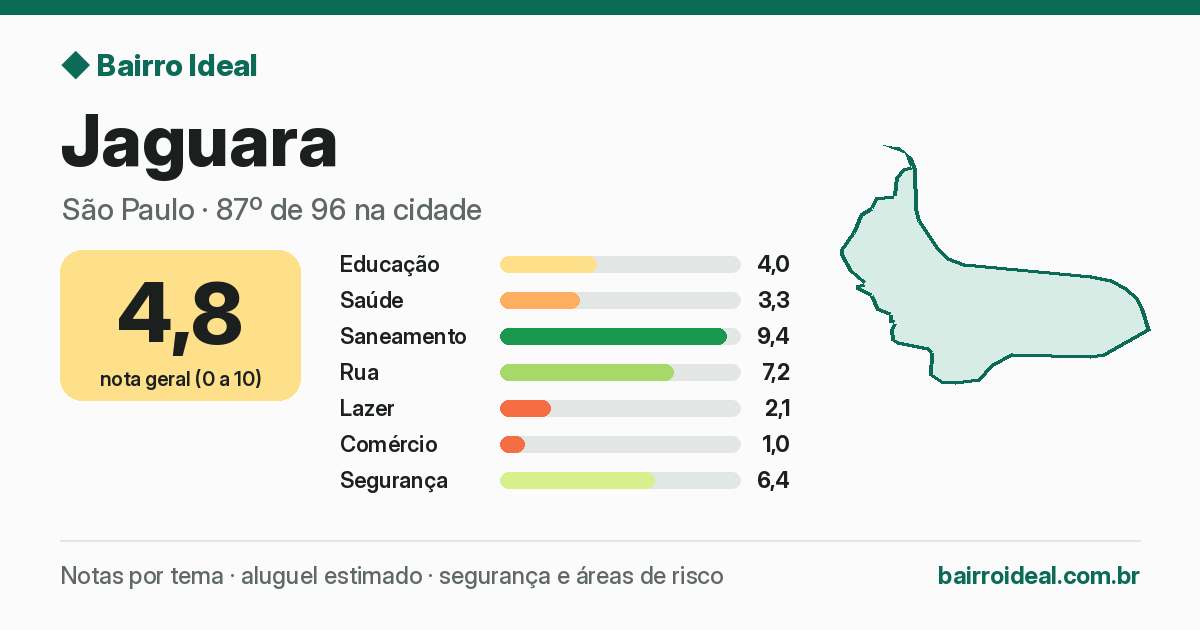 Bairro Ideal
Jaguara
São Paulo · 87º de 96 na cidade
4,8
nota geral (0 a 10)
Educação 4,0
Saúde 3,3
Saneamento 9,4
Rua 7,2
Lazer 2,1
Comércio 1,0
Segurança 6,4
Notas por tema · aluguel estimado · segurança e áreas de risco
bairroideal.com.br